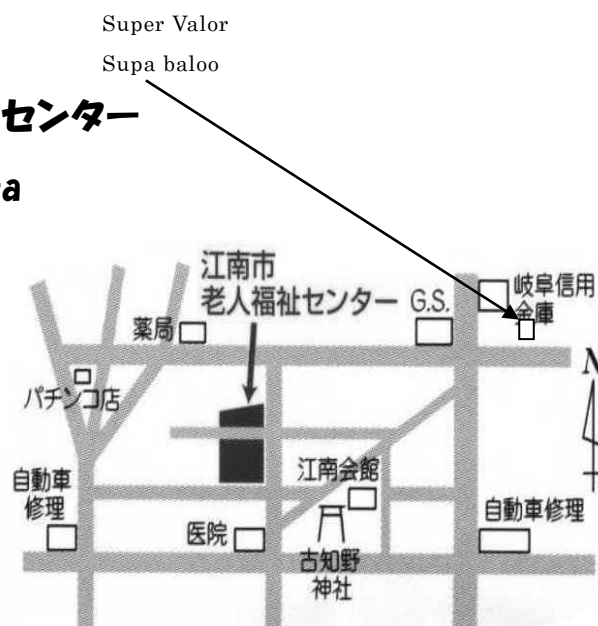 Super Valor
Supa baloo
センター
a
江南市
老人福祉センター
G.S.
岐阜信用
金庫
薬局
パチンコ店
N
自動車
修理
江南会館
医院
古知野
神社
自動車修理